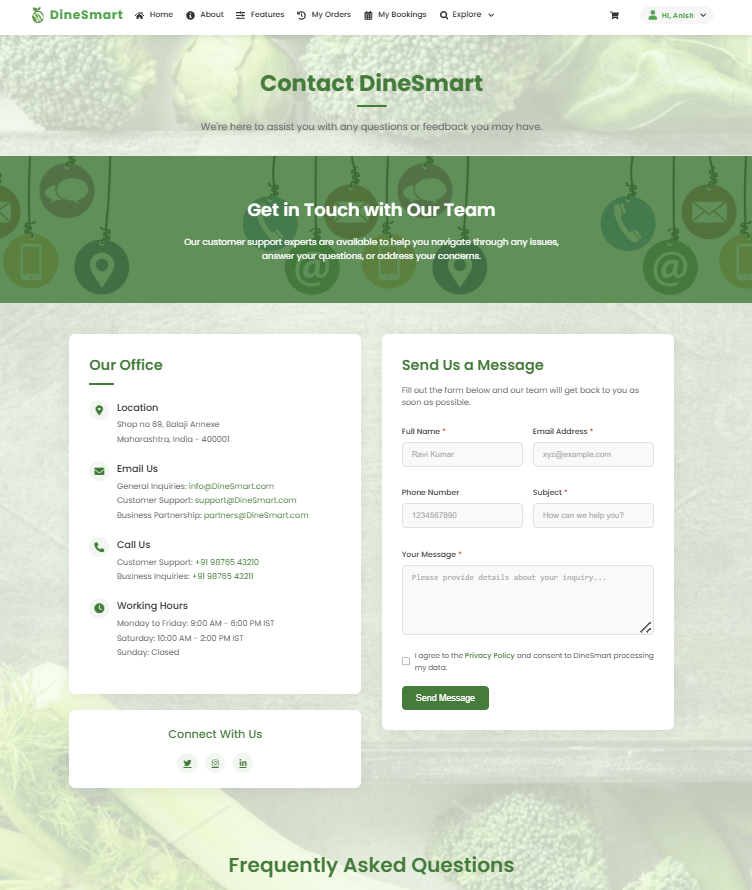 DineSmart Home About Features My Orders My Bookings Explore Hi, Anish
Contact DineSmart
We're here to assist you with any questions or feedback you may have.
Get in Touch with Our Team
Our customer support experts are available to help you navigate through any issues,
answer your questions, or address your concerns.
@ @
Our Office
Location
Shop no 69, Balaji Annexe
Maharashtra, India - 400001
Email Us
General Inquiries: info@DineSmart.com
Customer Support: support@DineSmart.com
Business Partnership: partners@DineSmart.com
Call Us
Customer Support: +91 98765 43210
Business Inquiries: +91 98765 43211
Working Hours
Monday to Friday: 9:00 AM - 6:00 PM IST
Saturday: 10:00 AM - 2:00 PM IST
Sunday: Closed
Connect With Us
Send Us a Message
Fill out the form below and our team will get back to you as
soon as possible.
Full Name * Email Address *
Ravi Kumar xyz@example.com
Phone Number Subject *
1234567890 How can we help you?
Your Message *
Please provide details about your inquiry...
I agree to the Privacy Policy and consent to DineSmart processing
my data.
Send Message
Frequently Asked Questions